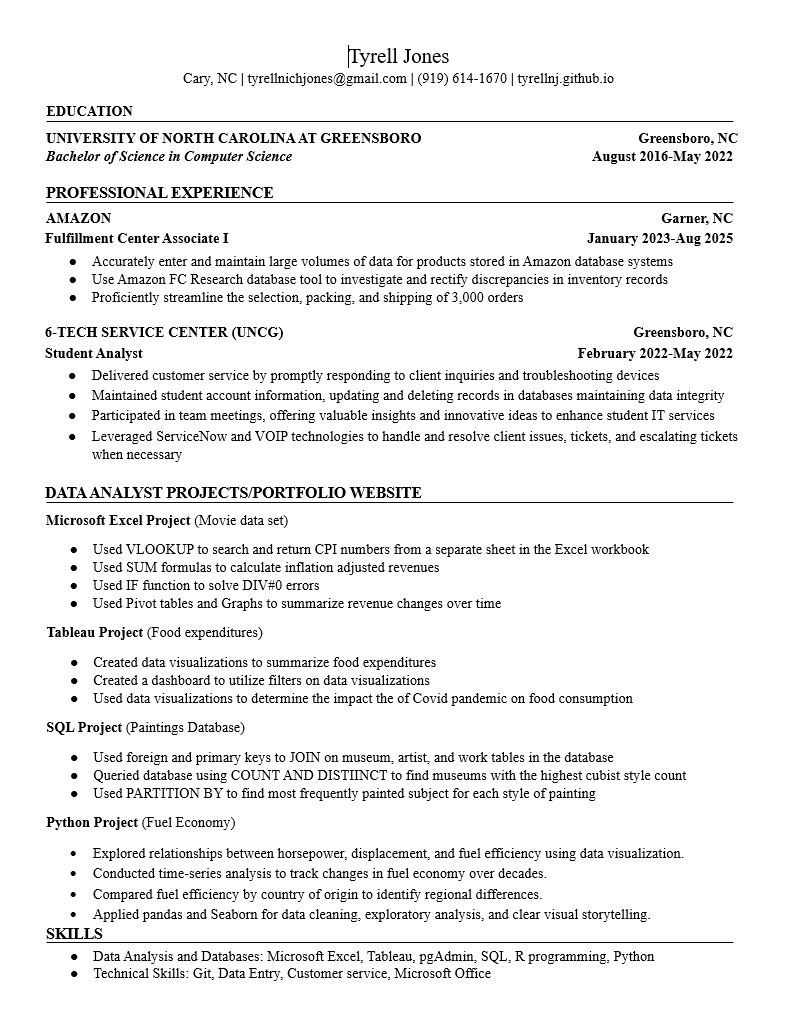 Tyrell Jones
Cary, NC | tyrellnichjones@gmail.com | (919) 614-1670 | tyrellnj.github.io
EDUCATION
UNIVERSITY OF NORTH CAROLINA AT GREENSBORO Greensboro, NC
Bachelor of Science in Computer Science August 2016-May 2022
PROFESSIONAL EXPERIENCE
AMAZON Garner, NC
Fulfillment Center Associate I January 2023-Aug 2025
● Accurately enter and maintain large volumes of data for products stored in Amazon database systems
● Use Amazon FC Research database tool to investigate and rectify discrepancies in inventory records
● Proficiently streamline the selection, packing, and shipping of 3,000 orders
6-TECH SERVICE CENTER (UNCG) Greensboro, NC
Student Analyst February 2022-May 2022
● Delivered customer service by promptly responding to client inquiries and troubleshooting devices
● Maintained student account information, updating and deleting records in databases maintaining data integrity
● Participated in team meetings, offering valuable insights and innovative ideas to enhance student IT services
● Leveraged ServiceNow and VOIP technologies to handle and resolve client issues, tickets, and escalating tickets
when necessary
DATA ANALYST PROJECTS/PORTFOLIO WEBSITE
Microsoft Excel Project (Movie data set)
● Used VLOOKUP to search and return CPI numbers from a separate sheet in the Excel workbook
● Used SUM formulas to calculate inflation adjusted revenues
● Used IF function to solve DIV#0 errors
● Used Pivot tables and Graphs to summarize revenue changes over time
Tableau Project (Food expenditures)
● Created data visualizations to summarize food expenditures
● Created a dashboard to utilize filters on data visualizations
● Used data visualizations to determine the impact the of Covid pandemic on food consumption
SQL Project (Paintings Database)
● Used foreign and primary keys to JOIN on museum, artist, and work tables in the database
● Queried database using COUNT AND DISTIINCT to find museums with the highest cubist style count
● Used PARTITION BY to find most frequently painted subject for each style of painting
Python Project (Fuel Economy)
• Explored relationships between horsepower, displacement, and fuel efficiency using data visualization.
• Conducted time-series analysis to track changes in fuel economy over decades.
• Compared fuel efficiency by country of origin to identify regional differences.
• Applied pandas and Seaborn for data cleaning, exploratory analysis, and clear visual storytelling.
SKILLS
● Data Analysis and Databases: Microsoft Excel, Tableau, pgAdmin, SQL, R programming, Python
● Technical Skills: Git, Data Entry, Customer service, Microsoft Office